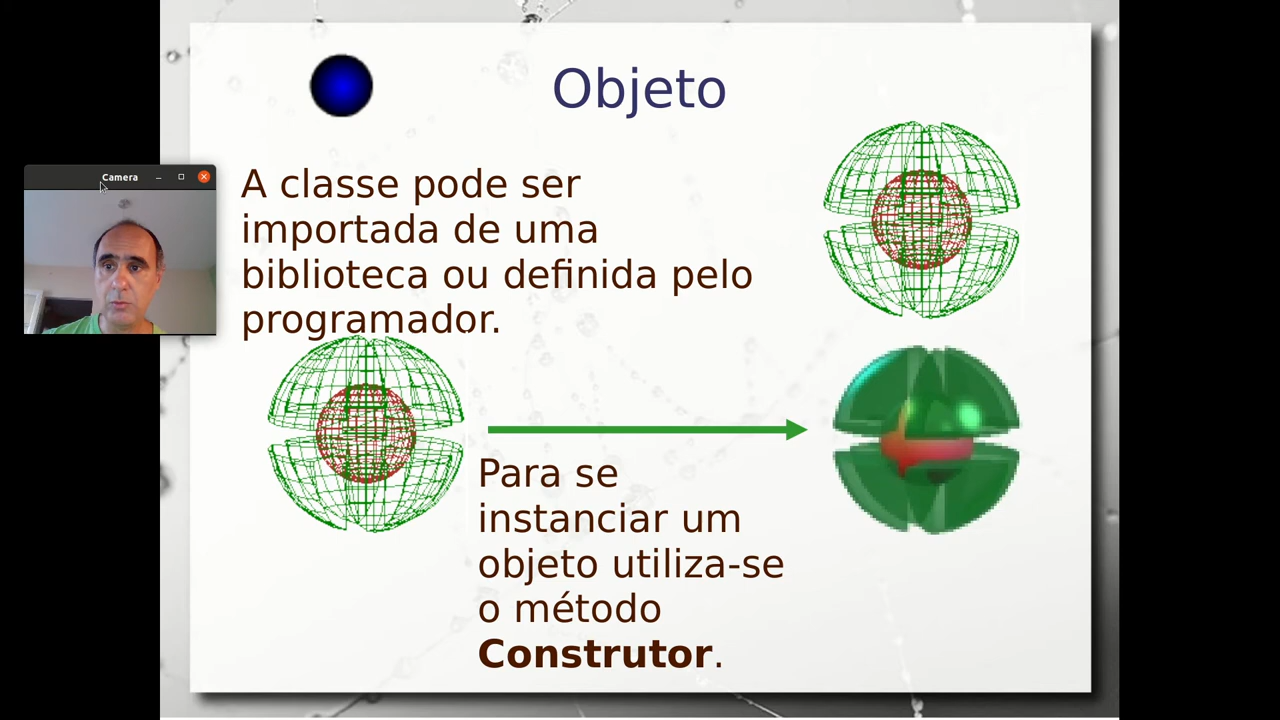 Objeto
Camera
A classe pode ser
importada de uma
biblioteca ou definida pelo
programador.
Para se
instanciar um
objeto utiliza-se
o método
Construtor.